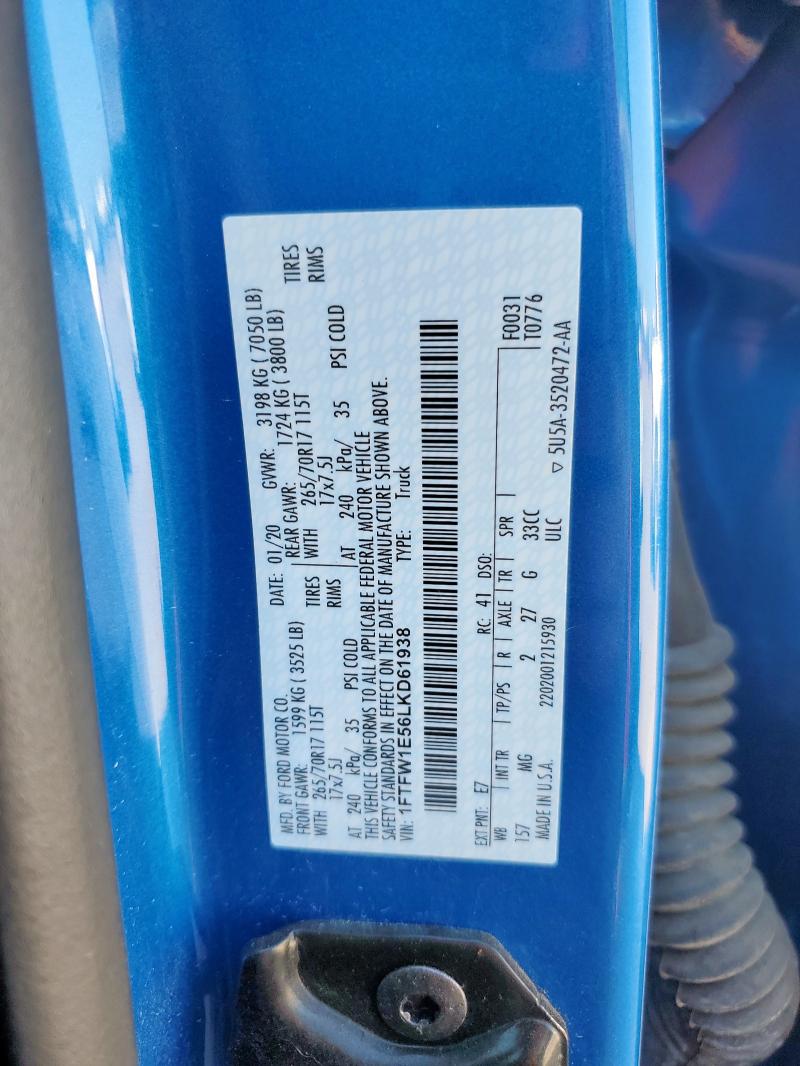 MFD. BY FORD MOTOR CO. DATE: 01/20 GVWR: 3198 KG ( 7050 LB)
FRONT GAWR: 1599 KG ( 3525 LB) REAR GAWR: 1724 KG ( 3800 LB)
WITH 265/70R17 115T TIRES WITH 265/70R17 115T TIRES
17x7.5J RIMS 17x7.5J RIMS
AT 240 kPa/ 35 PSI COLD AT 240 kPa/ 35 PSI COLD
THIS VEHICLE CONFORMS TO ALL APPLICABLE FEDERAL MOTOR VEHICLE
SAFETY STANDARDS IN EFFECT ON THE DATE OF MANUFACTURE SHOWN ABOVE.
VIN: 1FTFW1E56LKD61938 TYPE: Truck
EXT PNT: E7 RC: 41 DSO: F0031
WB INT TR TP/PS R AXLE TR SPR T0776
157 MG 2 27 G 33CC
MADE IN U.S.A. 2202001215930 ULC ▽ 5U5A-3520472-AA